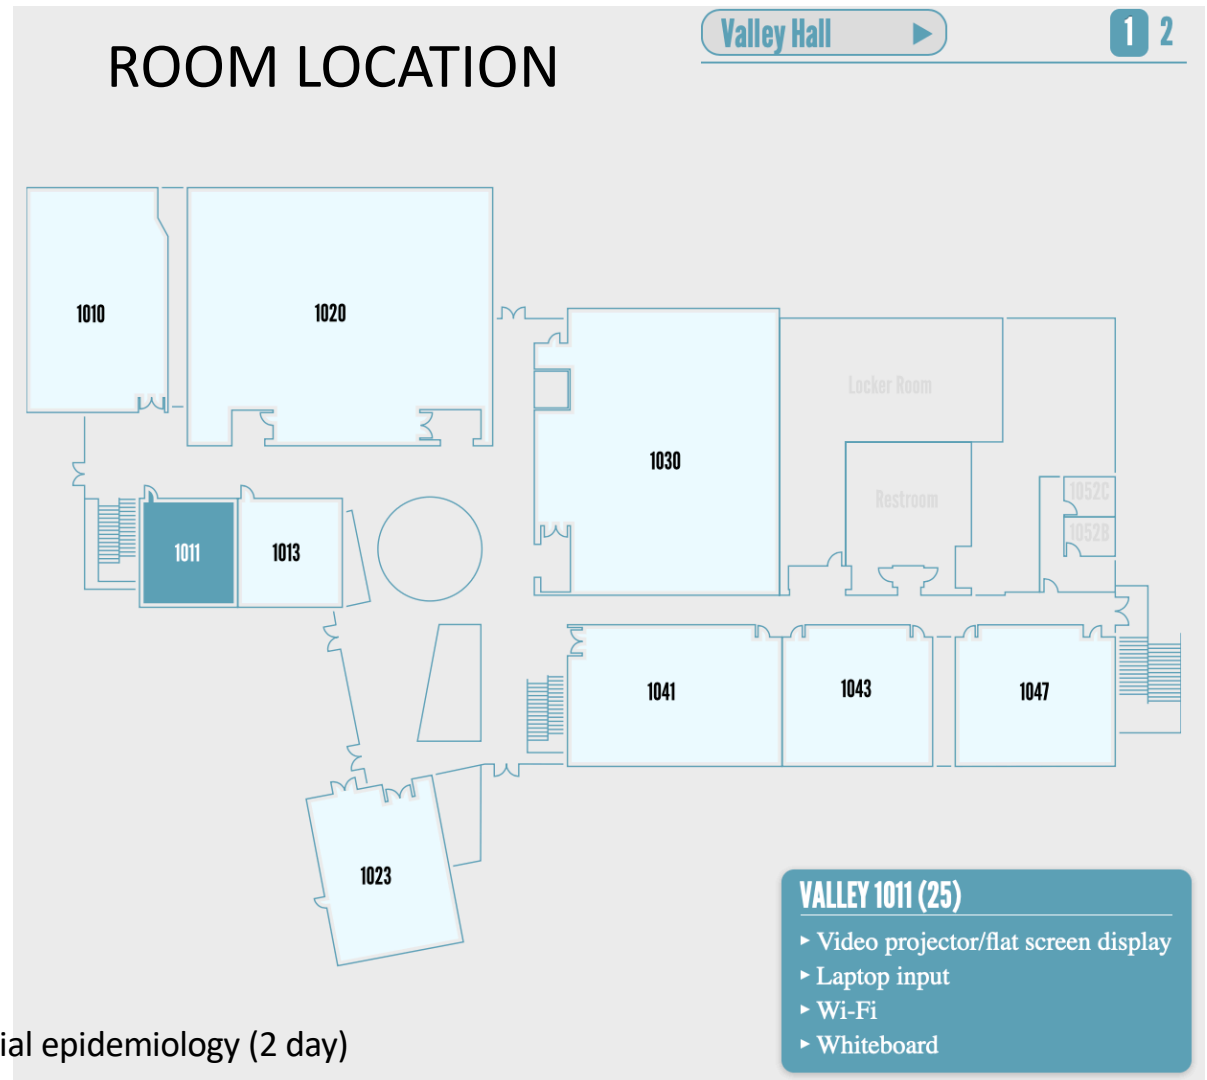 ROOM LOCATION
Valley Hall
1 2
1010
1020
Locker Room
1030
Restroom
1052C
1052B
1011
1013
1041
1043
1047
1023
VALLEY 1011 (25)
Video projector/flat screen display
Laptop input
Wi-Fi
Whiteboard
ial epidemiology (2 day)